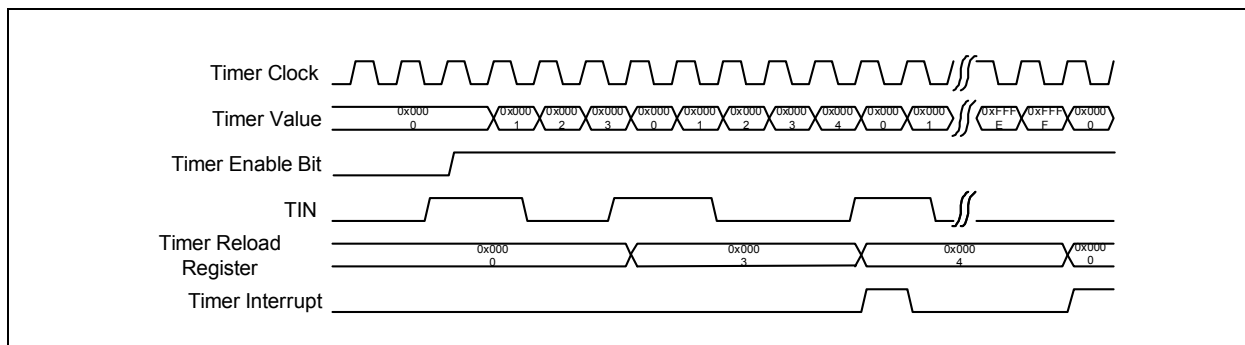 Timer Clock
Timer Value
0x000 0
0x000 1
0x000 2
0x000 3
0x000 0
0x000 1
0x000 2
0x000 3
0x000 4
0x000 0
0x000 1
0xFFF E
0xFFF F
0x000 0
Timer Enable Bit
TIN
Timer Reload
Register
0x000 0
0x000 3
0x000 4
0x000 0
Timer Interrupt